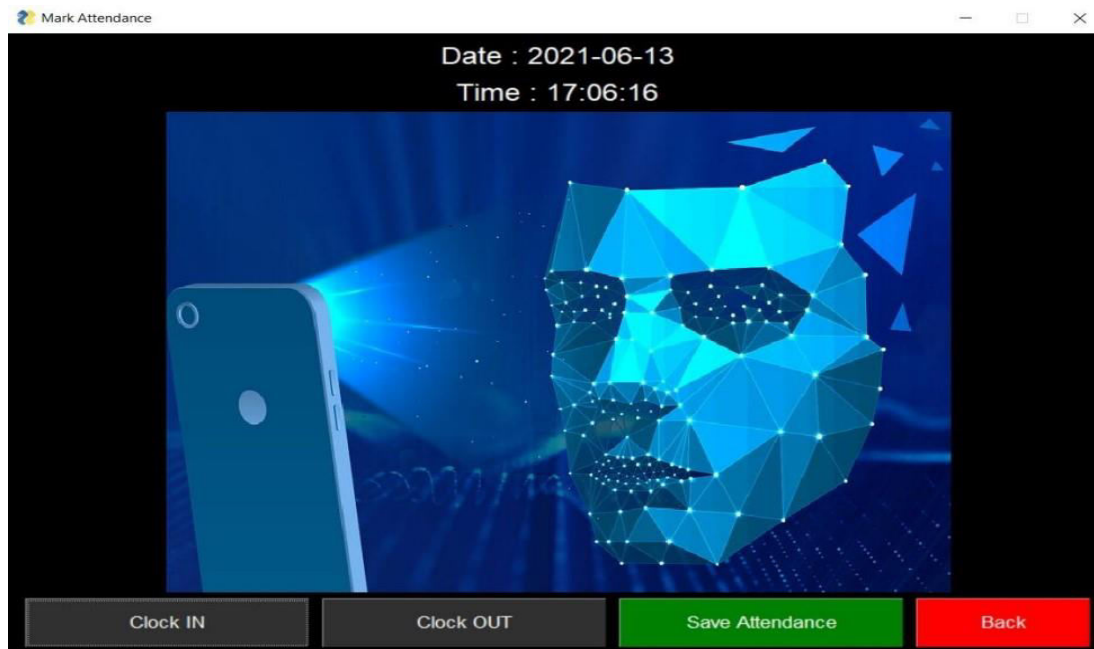 Mark Attendance
Date : 2021-06-13
Time : 17:06:16
Clock IN
Clock OUT
Save Attendance
Back